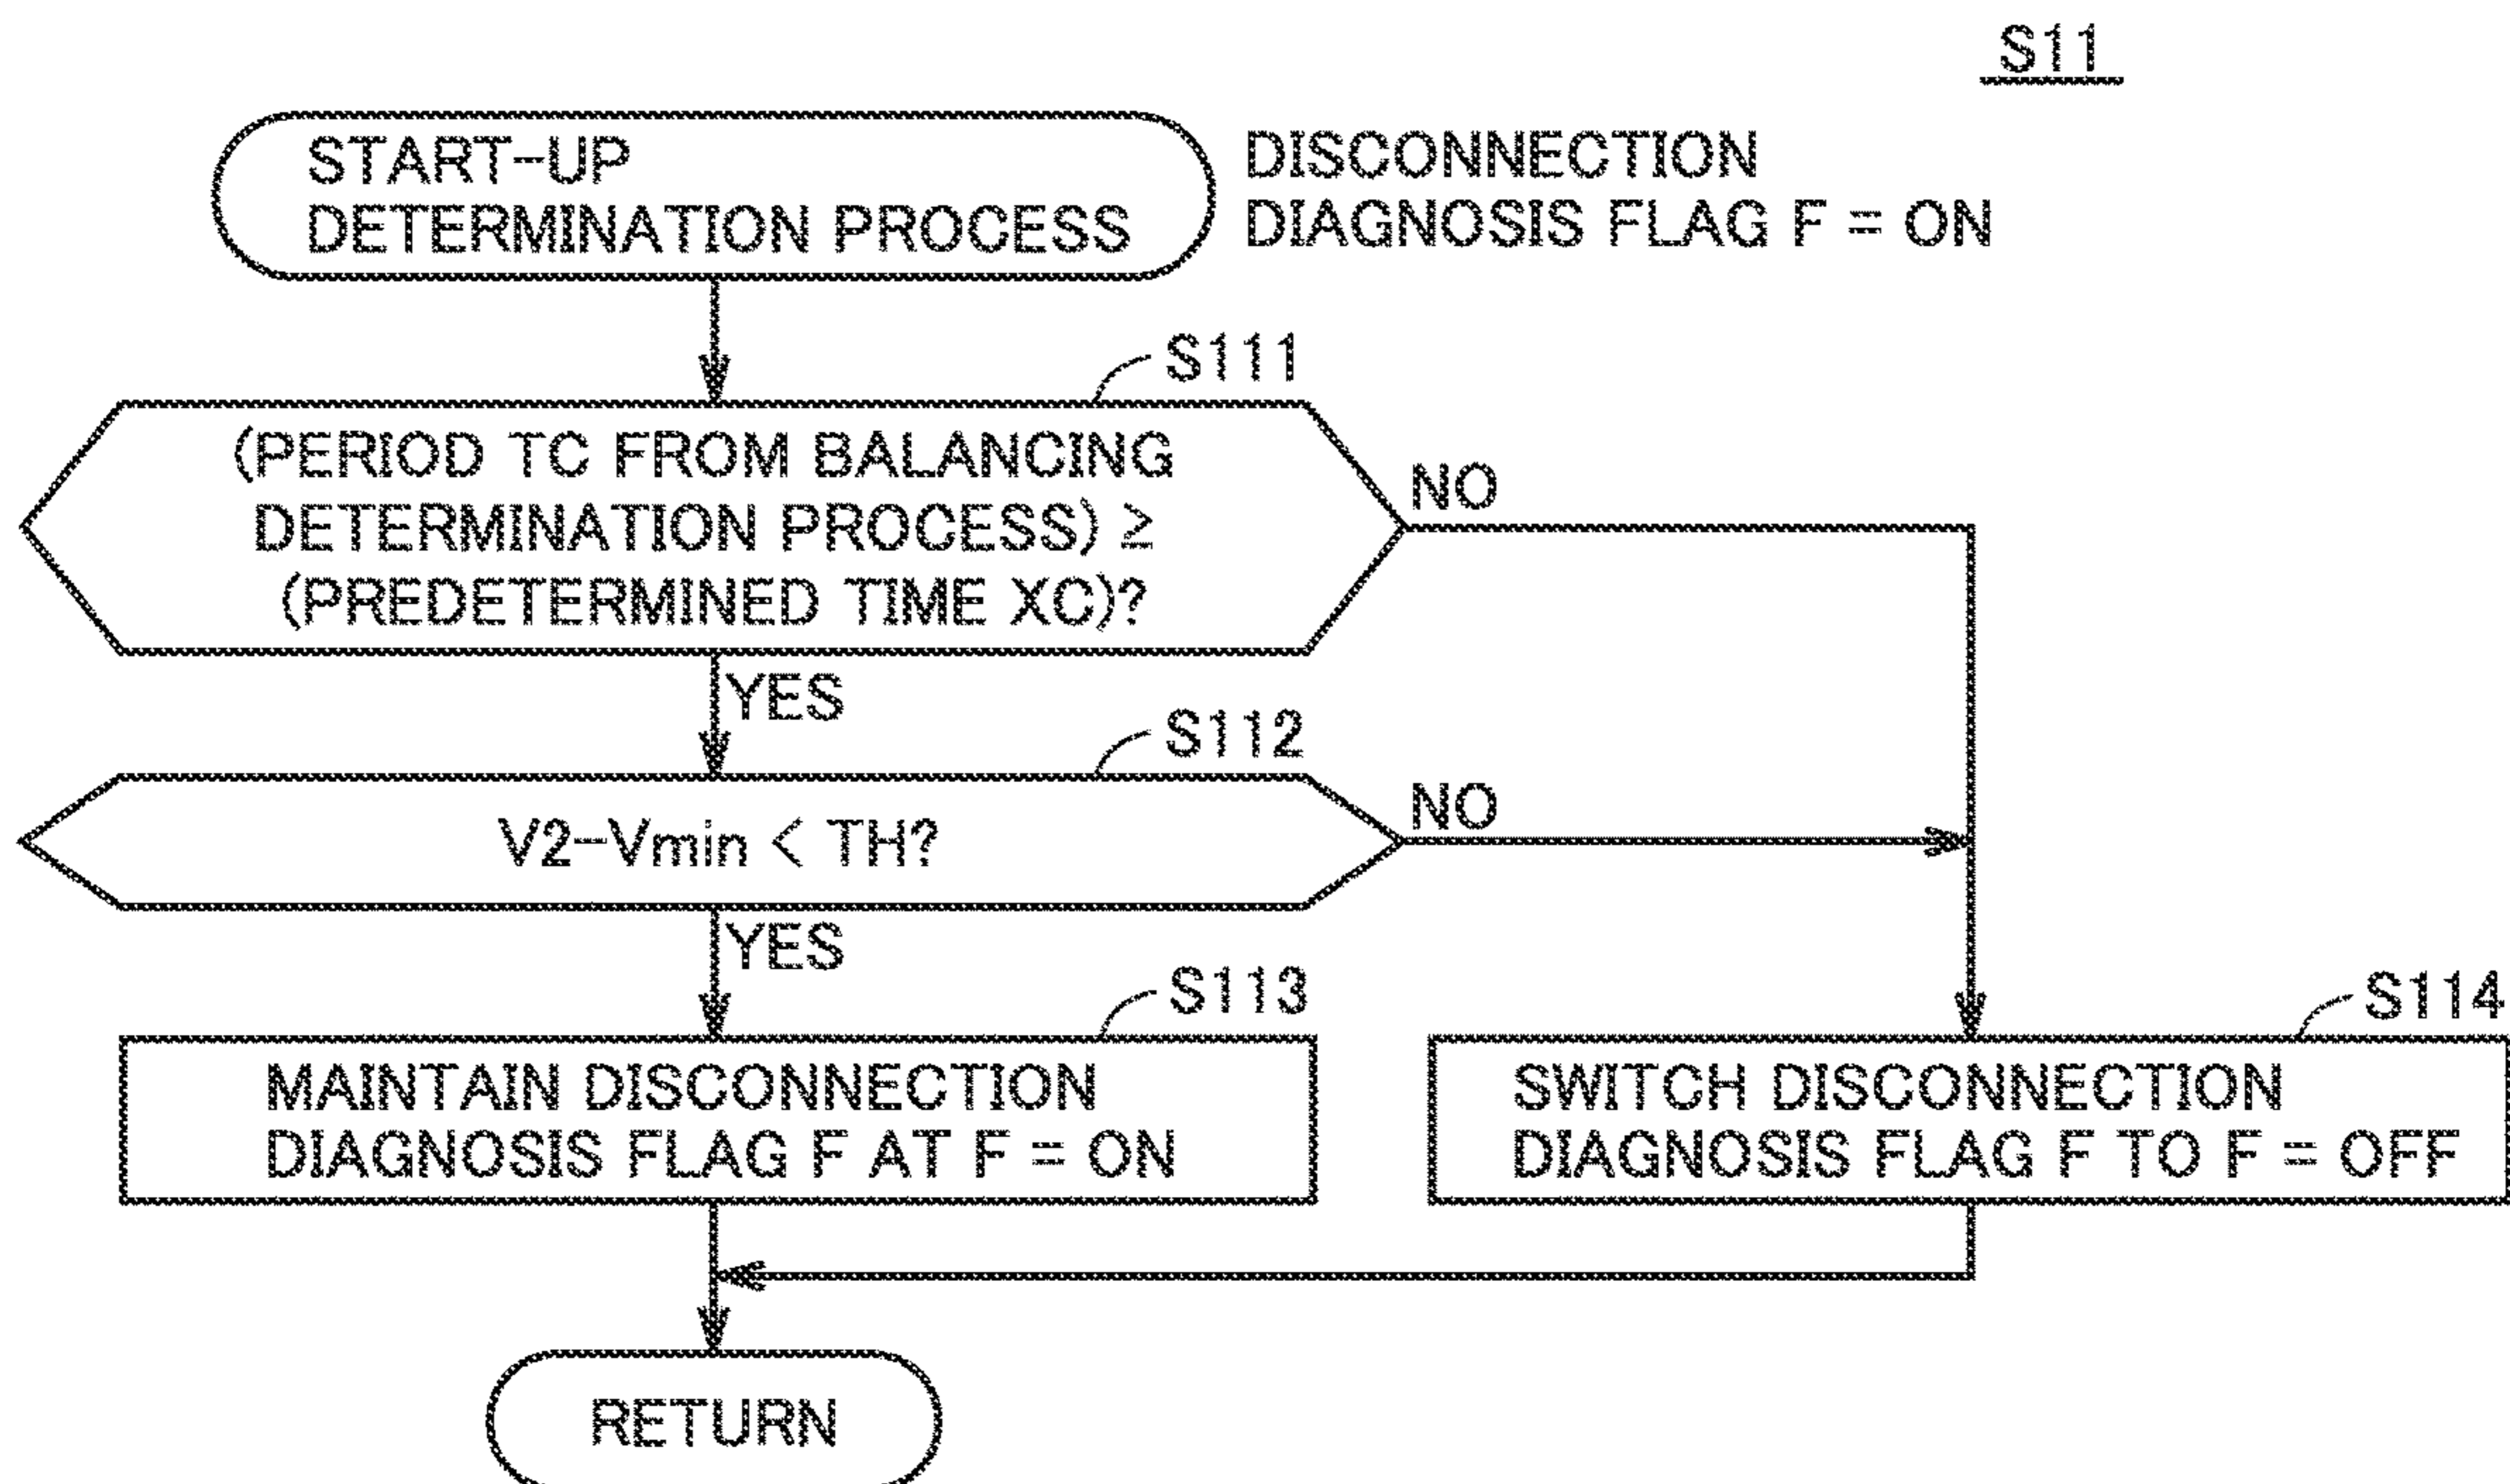 S11
START-UP
DETERMINATION PROCESS
DISCONNECTION
DIAGNOSIS FLAG F = ON
S111
(PERIOD TC FROM BALANCING
DETERMINATION PROCESS) ≥
(PREDETERMINED TIME XC)?
NO
YES
S112
V2-Vmin < TH?
NO
YES
S113
MAINTAIN DISCONNECTION
DIAGNOSIS FLAG F AT F = ON
S114
SWITCH DISCONNECTION
DIAGNOSIS FLAG F TO F = OFF
RETURN